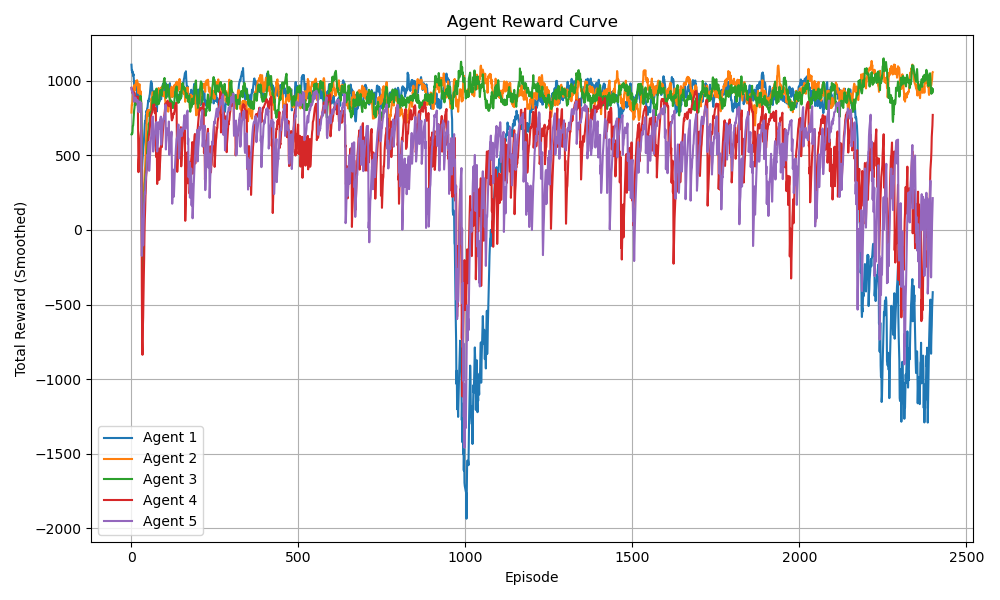 Agent Reward Curve
Total Reward (Smoothed)
1000
500
0
−500
−1000
−1500
−2000
Agent 1
Agent 2
Agent 3
Agent 4
Agent 5
0 500 1000 1500 2000 2500
Episode